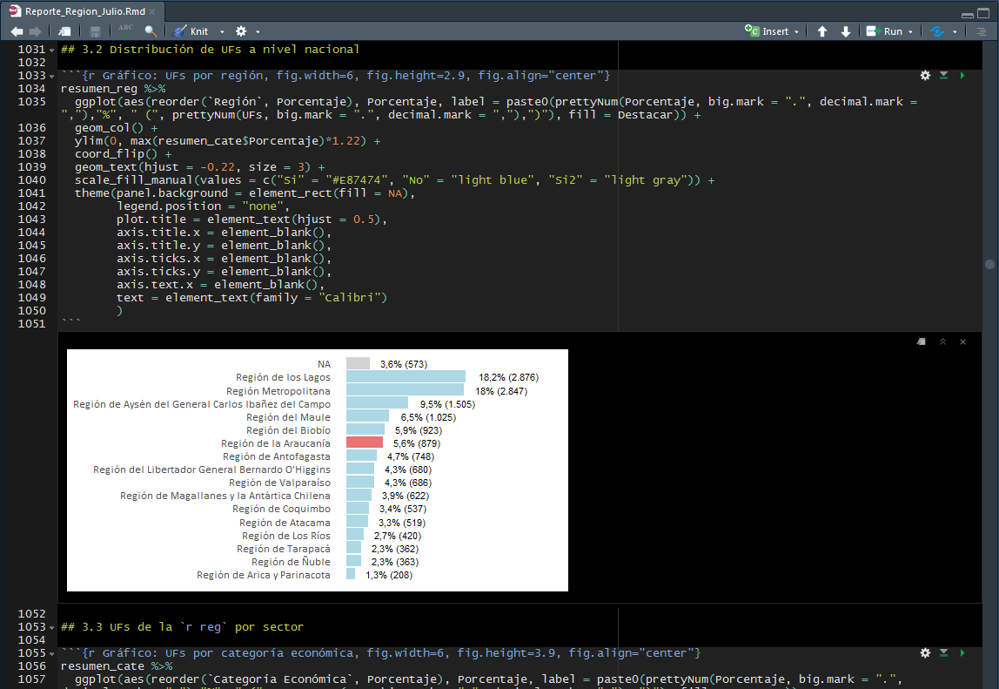 Reporte_Region_Julio.Rmd
ABC Knit Insert Run
1031 ## 3.2 Distribución de UFs a nivel nacional
1032
1033 ```{r Gráfico: UFs por región, fig.width=6, fig.height=2.9, fig.align="center"}
1034 resumen_reg %>%
1035 ggplot(aes(reorder(`Región`, Porcentaje), Porcentaje, label = paste0(prettyNum(Porcentaje, big.mark = ".", decimal.mark =
","),"%", " (", prettyNum(UFs, big.mark = ".", decimal.mark = ","),")"), fill = Destacar)) +
1036 geom_col() +
1037 ylim(0, max(resumen_cate$Porcentaje)*1.22) +
1038 coord_flip() +
1039 geom_text(hjust = -0.22, size = 3) +
1040 scale_fill_manual(values = c("Si" = "#E87474", "No" = "light blue", "Si2" = "light gray")) +
1041 theme(panel.background = element_rect(fill = NA),
1042 legend.position = "none",
1043 plot.title = element_text(hjust = 0.5),
1044 axis.title.x = element_blank(),
1045 axis.title.y = element_blank(),
1046 axis.ticks.x = element_blank(),
1047 axis.ticks.y = element_blank(),
1048 axis.text.x = element_blank(),
1049 text = element_text(family = "Calibri")
1050 )
1051 ```
NA 3,6% (573)
Región de los Lagos 18,2% (2.876)
Región Metropolitana 18% (2.847)
Región de Aysén del General Carlos Ibañez del Campo 9,5% (1.505)
Región del Maule 6,5% (1.025)
Región del Biobío 5,9% (923)
Región de la Araucanía 5,6% (879)
Región de Antofagasta 4,7% (748)
Región del Libertador General Bernardo O'Higgins 4,3% (680)
Región de Valparaíso 4,3% (686)
Región de Magallanes y la Antártica Chilena 3,9% (622)
Región de Coquimbo 3,4% (537)
Región de Atacama 3,3% (519)
Región de Los Ríos 2,7% (420)
Región de Tarapacá 2,3% (362)
Región de Ñuble 2,3% (363)
Región de Arica y Parinacota 1,3% (208)
1052
1053 ## 3.3 UFs de la `r reg` por sector
1054
1055 ```{r Gráfico: UFs por categoría económica, fig.width=6, fig.height=3.9, fig.align="center"}
1056 resumen_cate %>%
1057 ggplot(aes(reorder(`Categoría Económica`, Porcentaje), Porcentaje, label = paste0(prettyNum(Porcentaje, big.mark = ".",